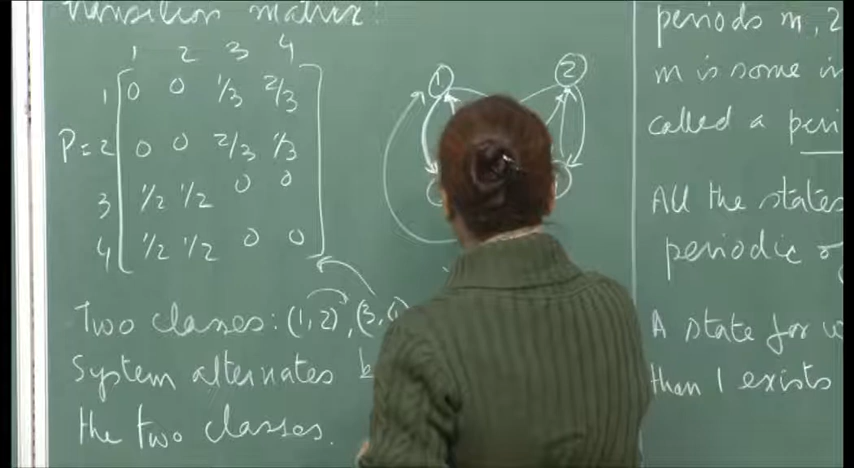 Transition matrix:
1 2 3 4
1 0 0 1/3 2/3
P = 2 0 0 2/3 1/3
3 1/2 1/2 0 0
4 1/2 1/2 0 0
Two classes: (1, 2), (3,
System alternates
the two classes.
1 2
periods m, 2
m is some
called a
All the states
periodic
A state for
than 1 exists